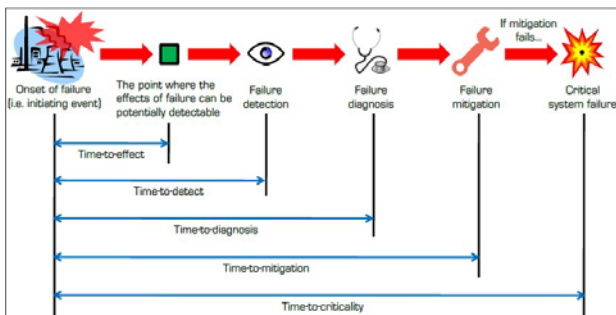 If mitigation
fails...
Onset of failure
(i.e. initiating event)
The point where the
effects of failure can be
potentially detectable
Failure
detection
Failure
diagnosis
Failure
mitigation
Critical
system failure
Time-to-effect
Time-to-detect
Time-to-diagnosis
Time-to-mitigation
Time-to-criticality